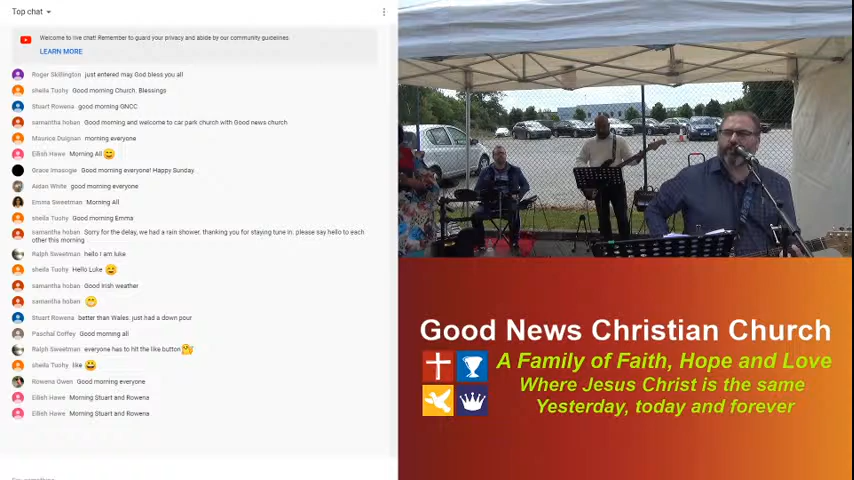 Top chat
Welcome to live chat! Remember to guard your privacy and abide by our community guidelines.
LEARN MORE
Roger Skillington just entered may God bless you all
sheila Tuohy Good morning Church, Blessings
Stuart Rowena good morning GNCC
samantha hoban Good morning and welcome to car park church with Good news church
Maurice Duignan morning everyone
Eilish Hawe Morning All
Grace Imasogie Good morning everyone! Happy Sunday
Aidan White good morning everyone
Emma Sweetman Morning All
sheila Tuohy Good morning Emma
samantha hoban Sorry for the delay, we had a rain shower. thanking you for staying tune in. please say hello to each
other this morning
Ralph Sweetman hello I am luke
sheila Tuohy Hello Luke
samantha hoban Good Irish weather
samantha hoban
Stuart Rowena better than Wales. just had a down pour
Paschal Coffey Good morning all
Ralph Sweetman everyone has to hit the like button
sheila Tuohy like
Rowena Owen Good morning everyone
Eilish Hawe Morning Stuart and Rowena
Eilish Hawe Morning Stuart and Rowena
Good News Christian Church
A Family of Faith, Hope and Love
Where Jesus Christ is the same
Yesterday, today and forever